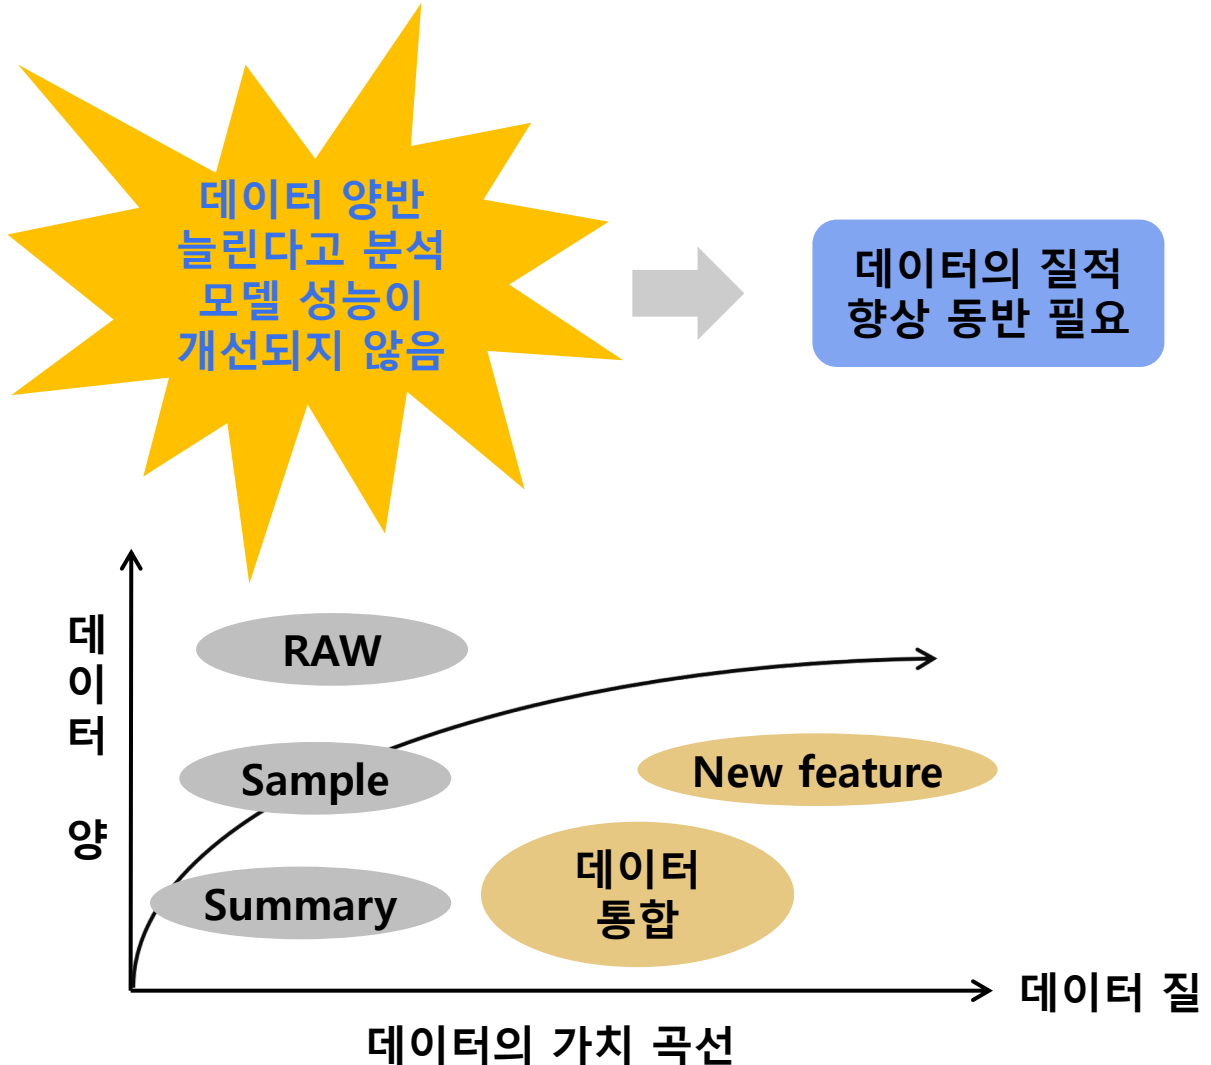 데이터 양반
늘린다고 분석
모델 성능이
개선되지 않음
데이터의 질적
향상 동반 필요
데이터 양
RAW
Sample
Summary
New feature
데이터
통합
데이터 질
데이터의 가치 곡선